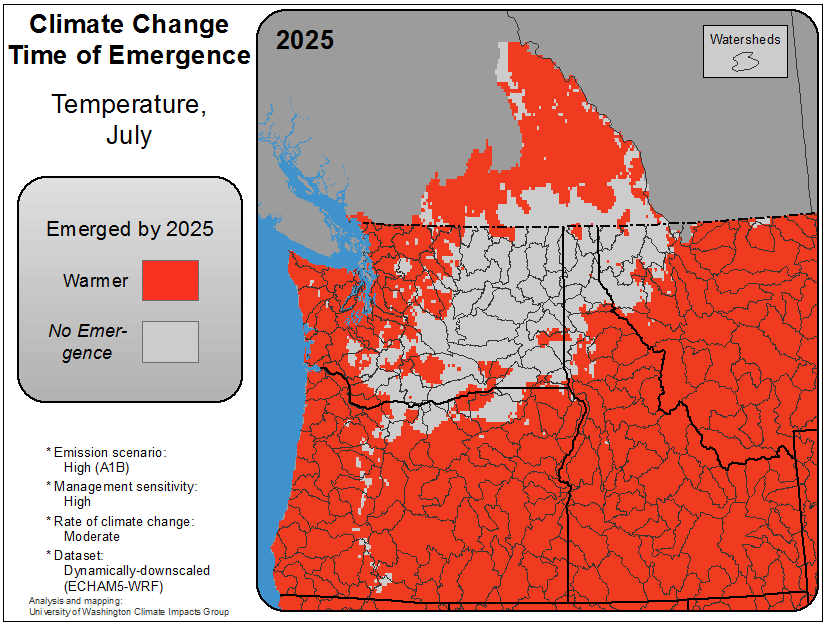 Climate Change
Time of Emergence
Temperature,
July
Emerged by 2025
Warmer
No Emer-
gence
* Emission scenario:
High (A1B)
* Management sensitivity:
High
* Rate of climate change:
Moderate
* Dataset:
Dynamically-downscaled
(ECHAM5-WRF)
Analysis and mapping:
University of Washington Climate Impacts Group
2025
Watersheds